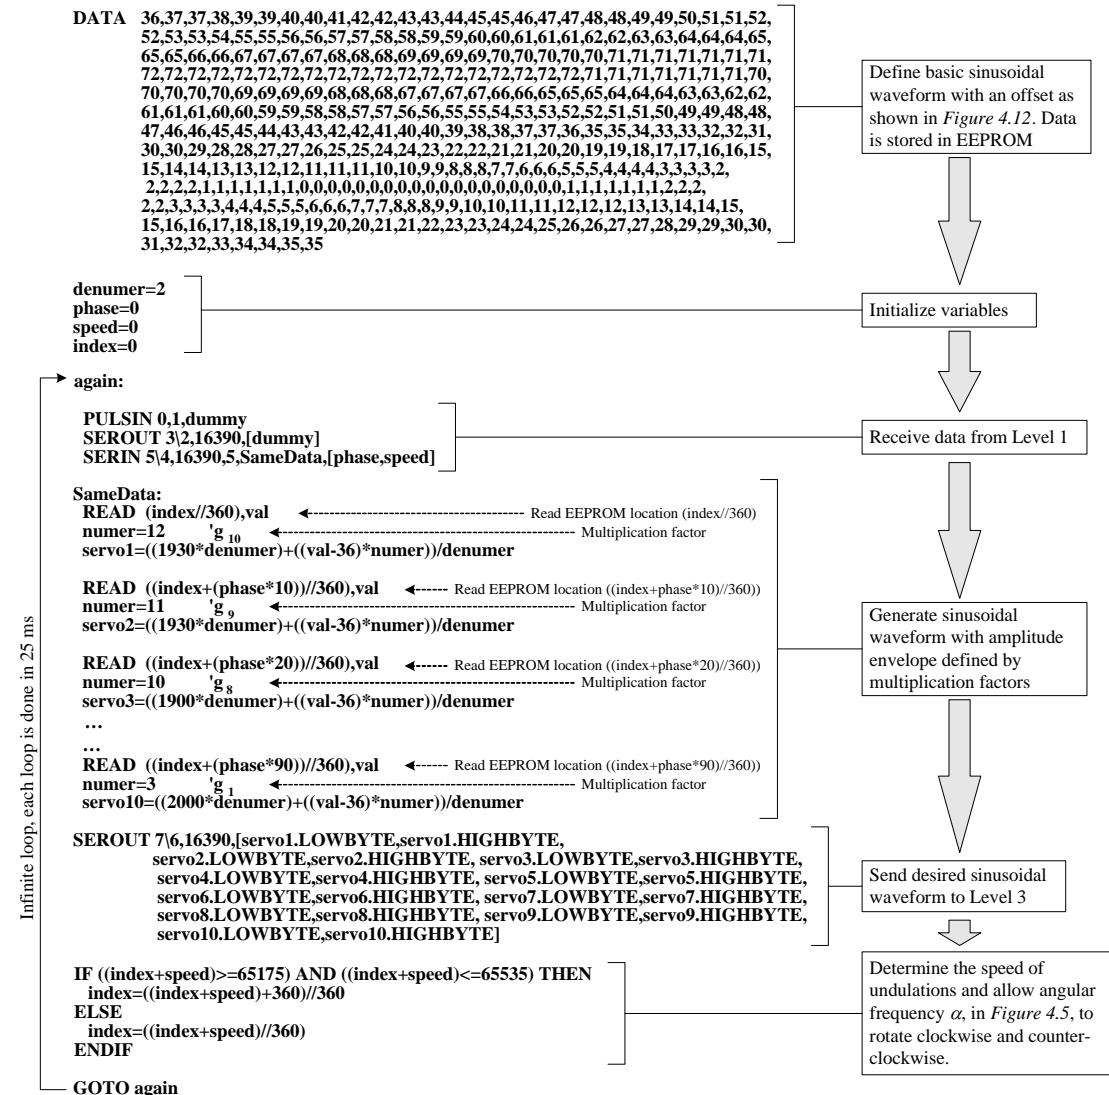 DATA 36,37,37,38,39,39,40,40,41,42,42,43,43,44,45,45,46,47,47,48,48,49,49,50,51,51,52,
52,53,53,54,55,55,56,56,57,57,58,58,59,59,60,60,61,61,61,62,62,63,63,64,64,64,65,
65,65,66,66,67,67,67,67,68,68,68,69,69,69,69,70,70,70,70,70,71,71,71,71,71,71,71,
72,72,72,72,72,72,72,72,72,72,72,72,72,72,72,72,72,72,72,71,71,71,71,71,71,71,70,
70,70,70,70,69,69,69,69,68,68,68,67,67,67,67,66,66,65,65,65,64,64,64,63,63,62,62,
61,61,61,60,60,59,59,58,58,57,57,56,56,55,55,54,53,53,52,52,51,51,50,49,49,48,48,
47,46,46,45,45,44,43,43,42,42,41,40,40,39,38,38,37,37,36,35,35,34,33,33,32,32,31,
30,30,29,28,28,27,27,26,25,25,24,24,23,22,22,21,21,20,20,19,19,18,17,17,16,16,15,
15,14,14,13,13,12,12,11,11,11,10,10,9,9,8,8,8,7,7,6,6,6,5,5,5,4,4,4,4,3,3,3,3,2,
2,2,2,2,1,1,1,1,1,1,1,0,0,0,0,0,0,0,0,0,0,0,0,0,0,0,0,0,0,0,1,1,1,1,1,1,1,2,2,2,
2,2,3,3,3,3,4,4,4,5,5,5,6,6,6,7,7,7,8,8,8,9,9,10,10,11,11,12,12,12,13,13,14,14,15,
15,16,16,17,18,18,19,19,20,20,21,21,22,23,23,24,24,25,26,26,27,27,28,29,29,30,30,
31,32,32,33,34,34,35,35
Define basic sinusoidal
waveform with an offset as
shown in Figure 4.12. Data
is stored in EEPROM
denumer=2
phase=0
speed=0
index=0
Initialize variables
again:
PULSIN 0,1,dummy
SEROUT 3\2,16390,[dummy]
SERIN 5\4,16390,5,SameData,[phase,speed]
Receive data from Level 1
SameData:
READ (index//360),val Read EEPROM location (index//360)
numer=12 'g 10 Multiplication factor
servo1=((1930*denumer)+((val-36)*numer))/denumer
READ ((index+(phase*10))//360),val Read EEPROM location ((index+phase*10)//360))
numer=11 'g 9 Multiplication factor
servo2=((1930*denumer)+((val-36)*numer))/denumer
READ ((index+(phase*20))//360),val Read EEPROM location ((index+phase*20)//360))
numer=10 'g 8 Multiplication factor
servo3=((1900*denumer)+((val-36)*numer))/denumer
...
...
READ ((index+(phase*90))//360),val Read EEPROM location ((index+phase*90)//360))
numer=3 'g 1 Multiplication factor
servo10=((2000*denumer)+((val-36)*numer))/denumer
Generate sinusoidal
waveform with amplitude
envelope defined by
multiplication factors
SEROUT 7\6,16390,[servo1.LOWBYTE,servo1.HIGHBYTE,
servo2.LOWBYTE,servo2.HIGHBYTE, servo3.LOWBYTE,servo3.HIGHBYTE,
servo4.LOWBYTE,servo4.HIGHBYTE, servo5.LOWBYTE,servo5.HIGHBYTE,
servo6.LOWBYTE,servo6.HIGHBYTE, servo7.LOWBYTE,servo7.HIGHBYTE,
servo8.LOWBYTE,servo8.HIGHBYTE, servo9.LOWBYTE,servo9.HIGHBYTE,
servo10.LOWBYTE,servo10.HIGHBYTE]
Send desired sinusoidal
waveform to Level 3
IF ((index+speed)>=65175) AND ((index+speed)<=65535) THEN
index=((index+speed)+360)//360
ELSE
index=((index+speed)//360)
ENDIF
Determine the speed of
undulations and allow angular
frequency α, in Figure 4.5, to
rotate clockwise and counter-
clockwise.
GOTO again
Infinite loop, each loop is done in 25 ms